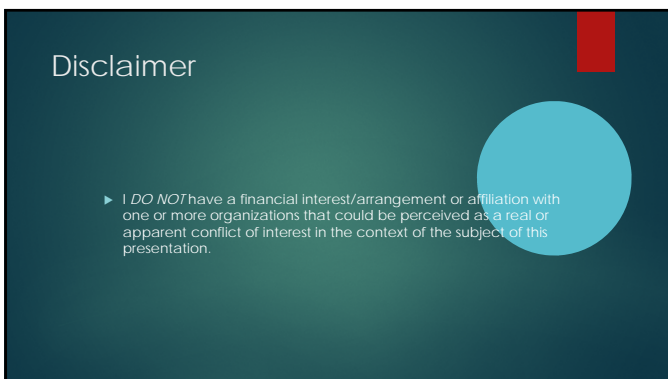 Disclaimer
▶ I DO NOT have a financial interest/arrangement or affiliation with
one or more organizations that could be perceived as a real or
apparent conflict of interest in the context of the subject of this
presentation.